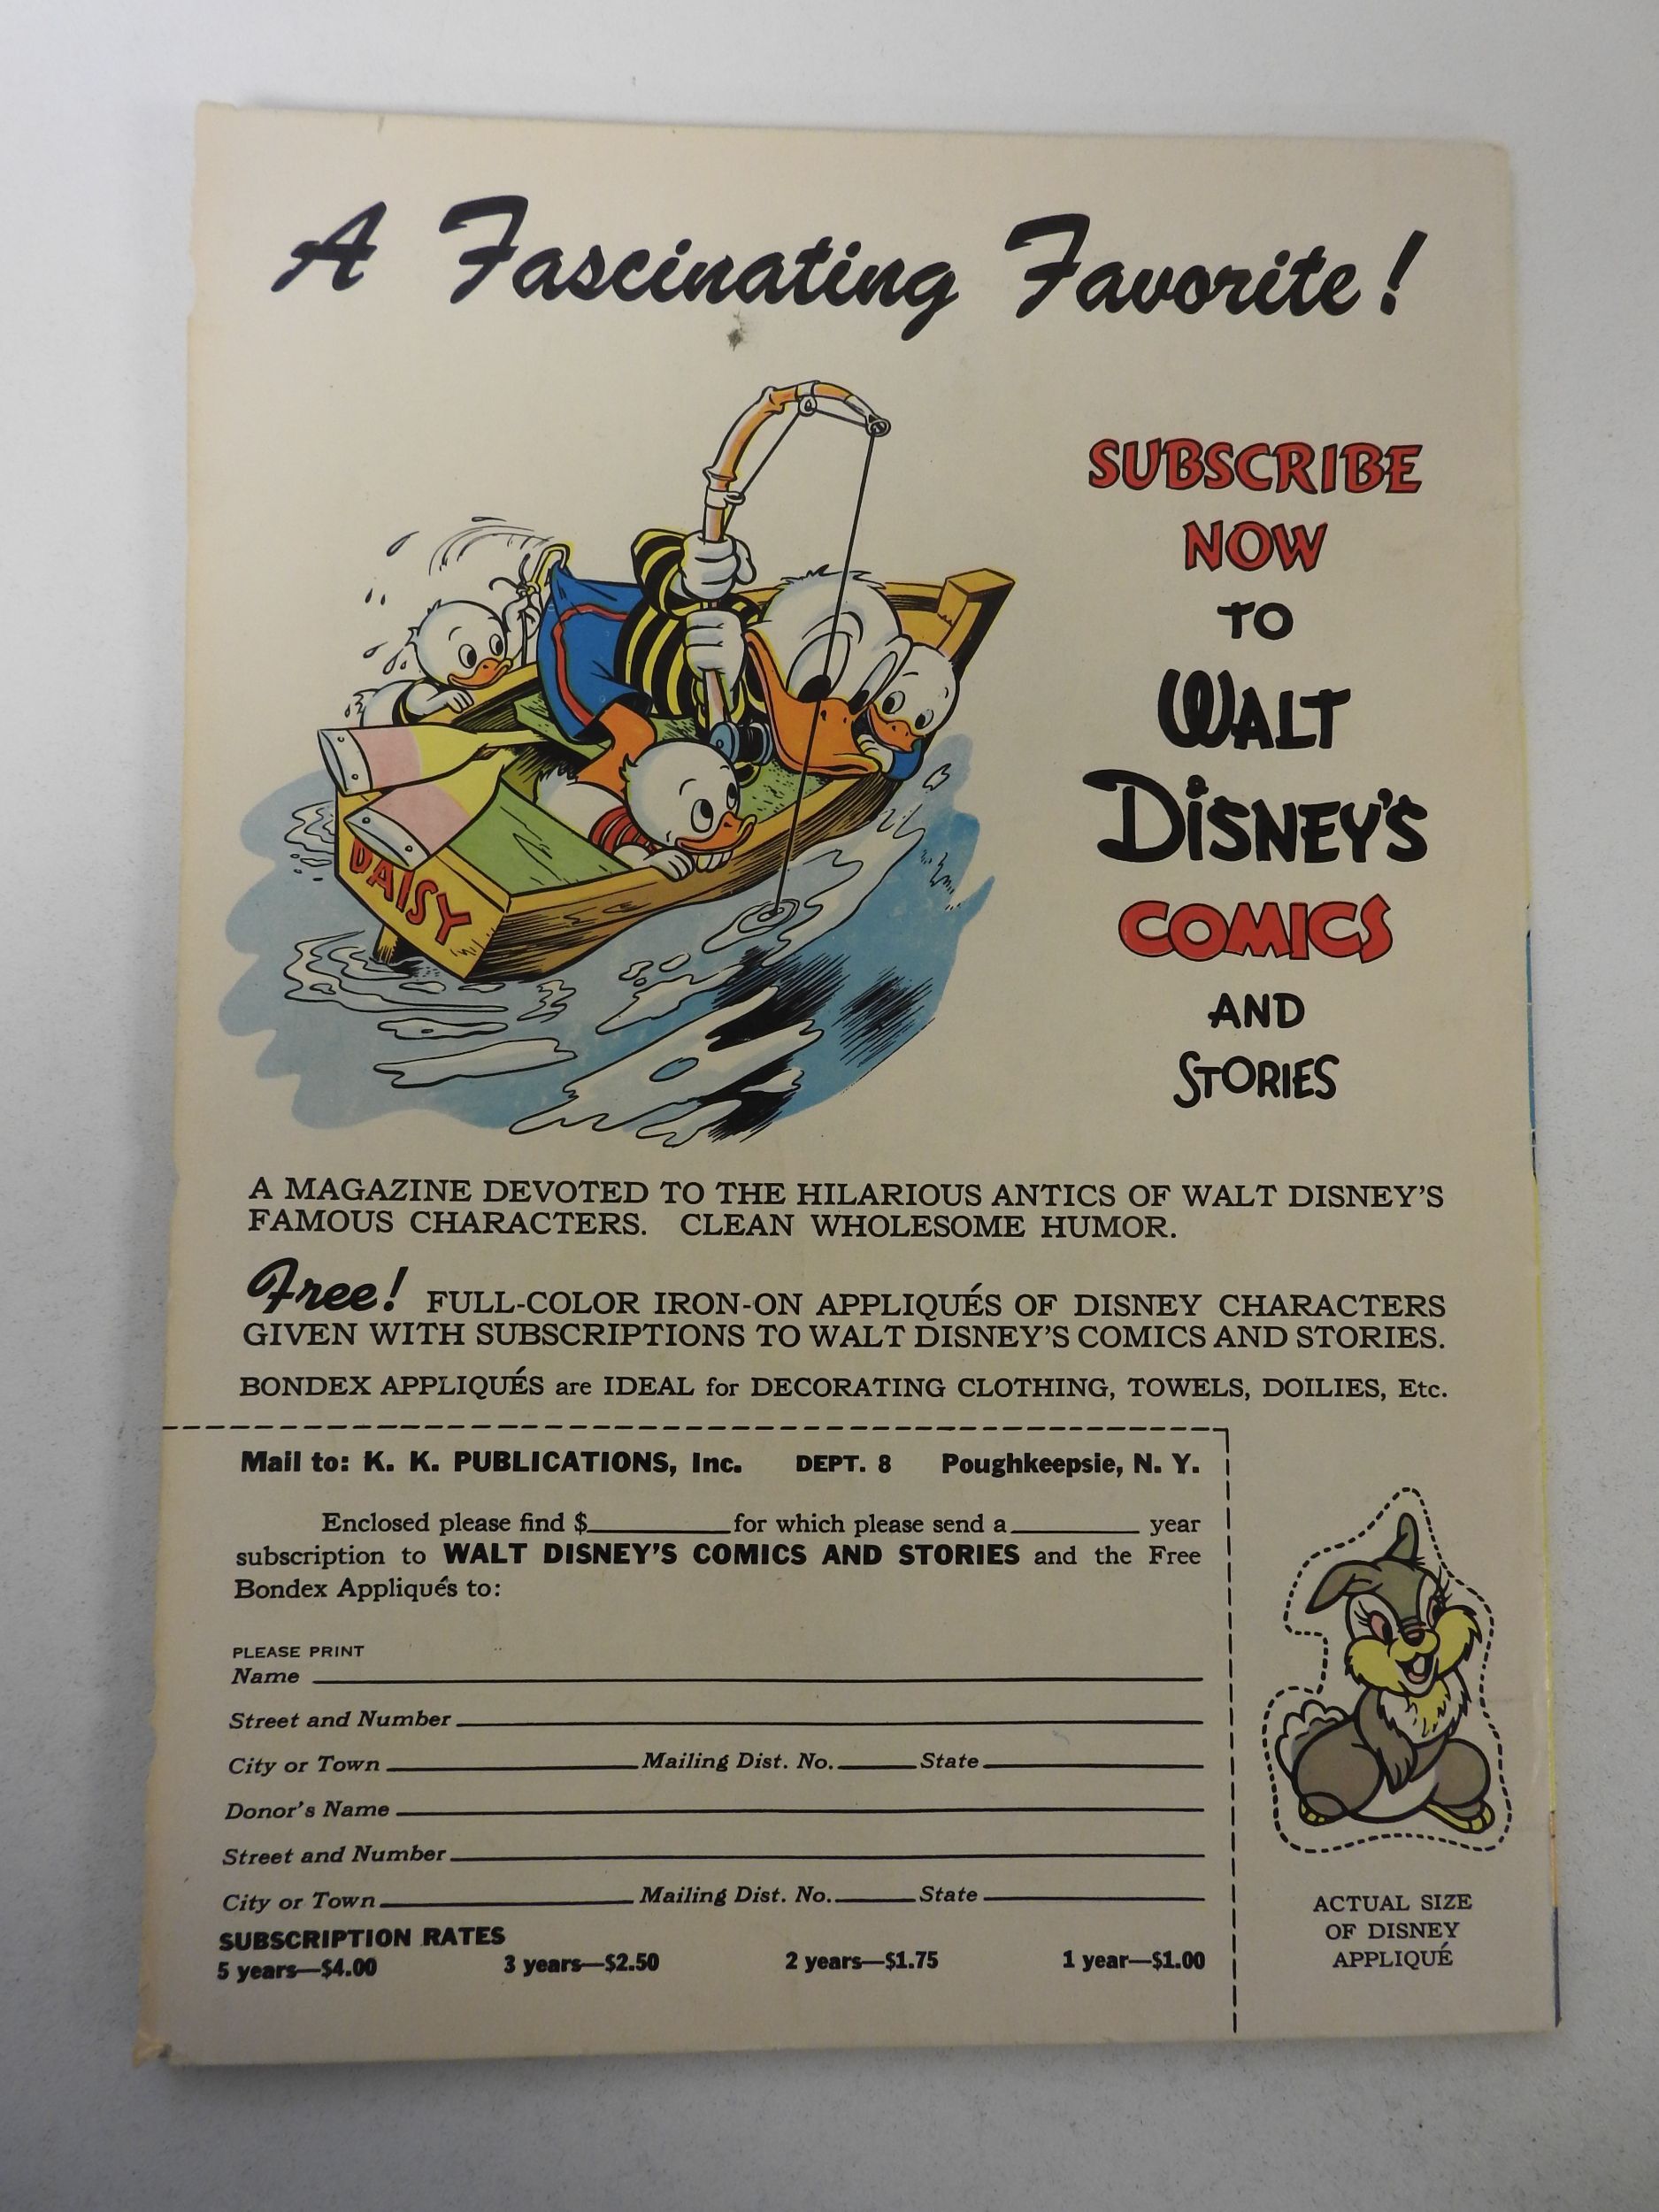 A Fascinating Favorite!
SUBSCRIBE
NOW
TO
WALT
DISNEY'S
COMICS
AND
STORIES
DAISY
A MAGAZINE DEVOTED TO THE HILARIOUS ANTICS OF WALT DISNEY'S
FAMOUS CHARACTERS. CLEAN WHOLESOME HUMOR.
Free! FULL-COLOR IRON-ON APPLIQUÉS OF DISNEY CHARACTERS
GIVEN WITH SUBSCRIPTIONS TO WALT DISNEY'S COMICS AND STORIES.
BONDEX APPLIQUÉS are IDEAL for DECORATING CLOTHING, TOWELS, DOILIES, Etc.
Mail to: K. K. PUBLICATIONS, Inc. DEPT. 8 Poughkeepsie, N. Y.
Enclosed please find $________for which please send a________ year
subscription to WALT DISNEY'S COMICS AND STORIES and the Free
Bondex Appliqués to:
PLEASE PRINT
Name
Street and Number
City or Town Mailing Dist. No. State
Donor's Name
Street and Number
City or Town Mailing Dist. No. State
SUBSCRIPTION RATES
5 years—$4.00 3 years—$2.50 2 years—$1.75 1 year—$1.00
ACTUAL SIZE
OF DISNEY
APPLIQUÉ